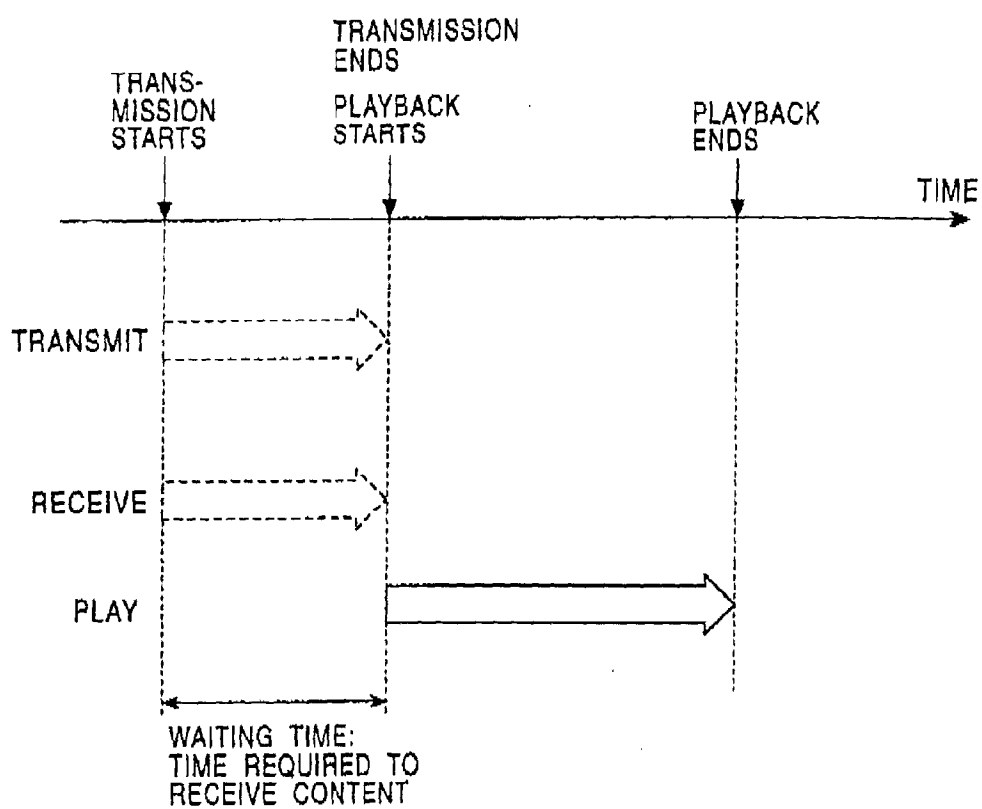 TRANS-
MISSION
STARTS
TRANSMISSION
ENDS
PLAYBACK
STARTS
PLAYBACK
ENDS
TIME
TRANSMIT
RECEIVE
PLAY
WAITING TIME:
TIME REQUIRED TO
RECEIVE CONTENT